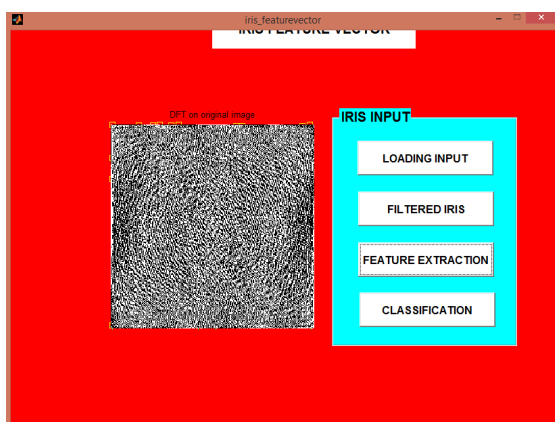 iris_featurevector
IRIS FEATURE VECTOR
DFT on original image
IRIS INPUT
LOADING INPUT
FILTERED IRIS
FEATURE EXTRACTION
CLASSIFICATION